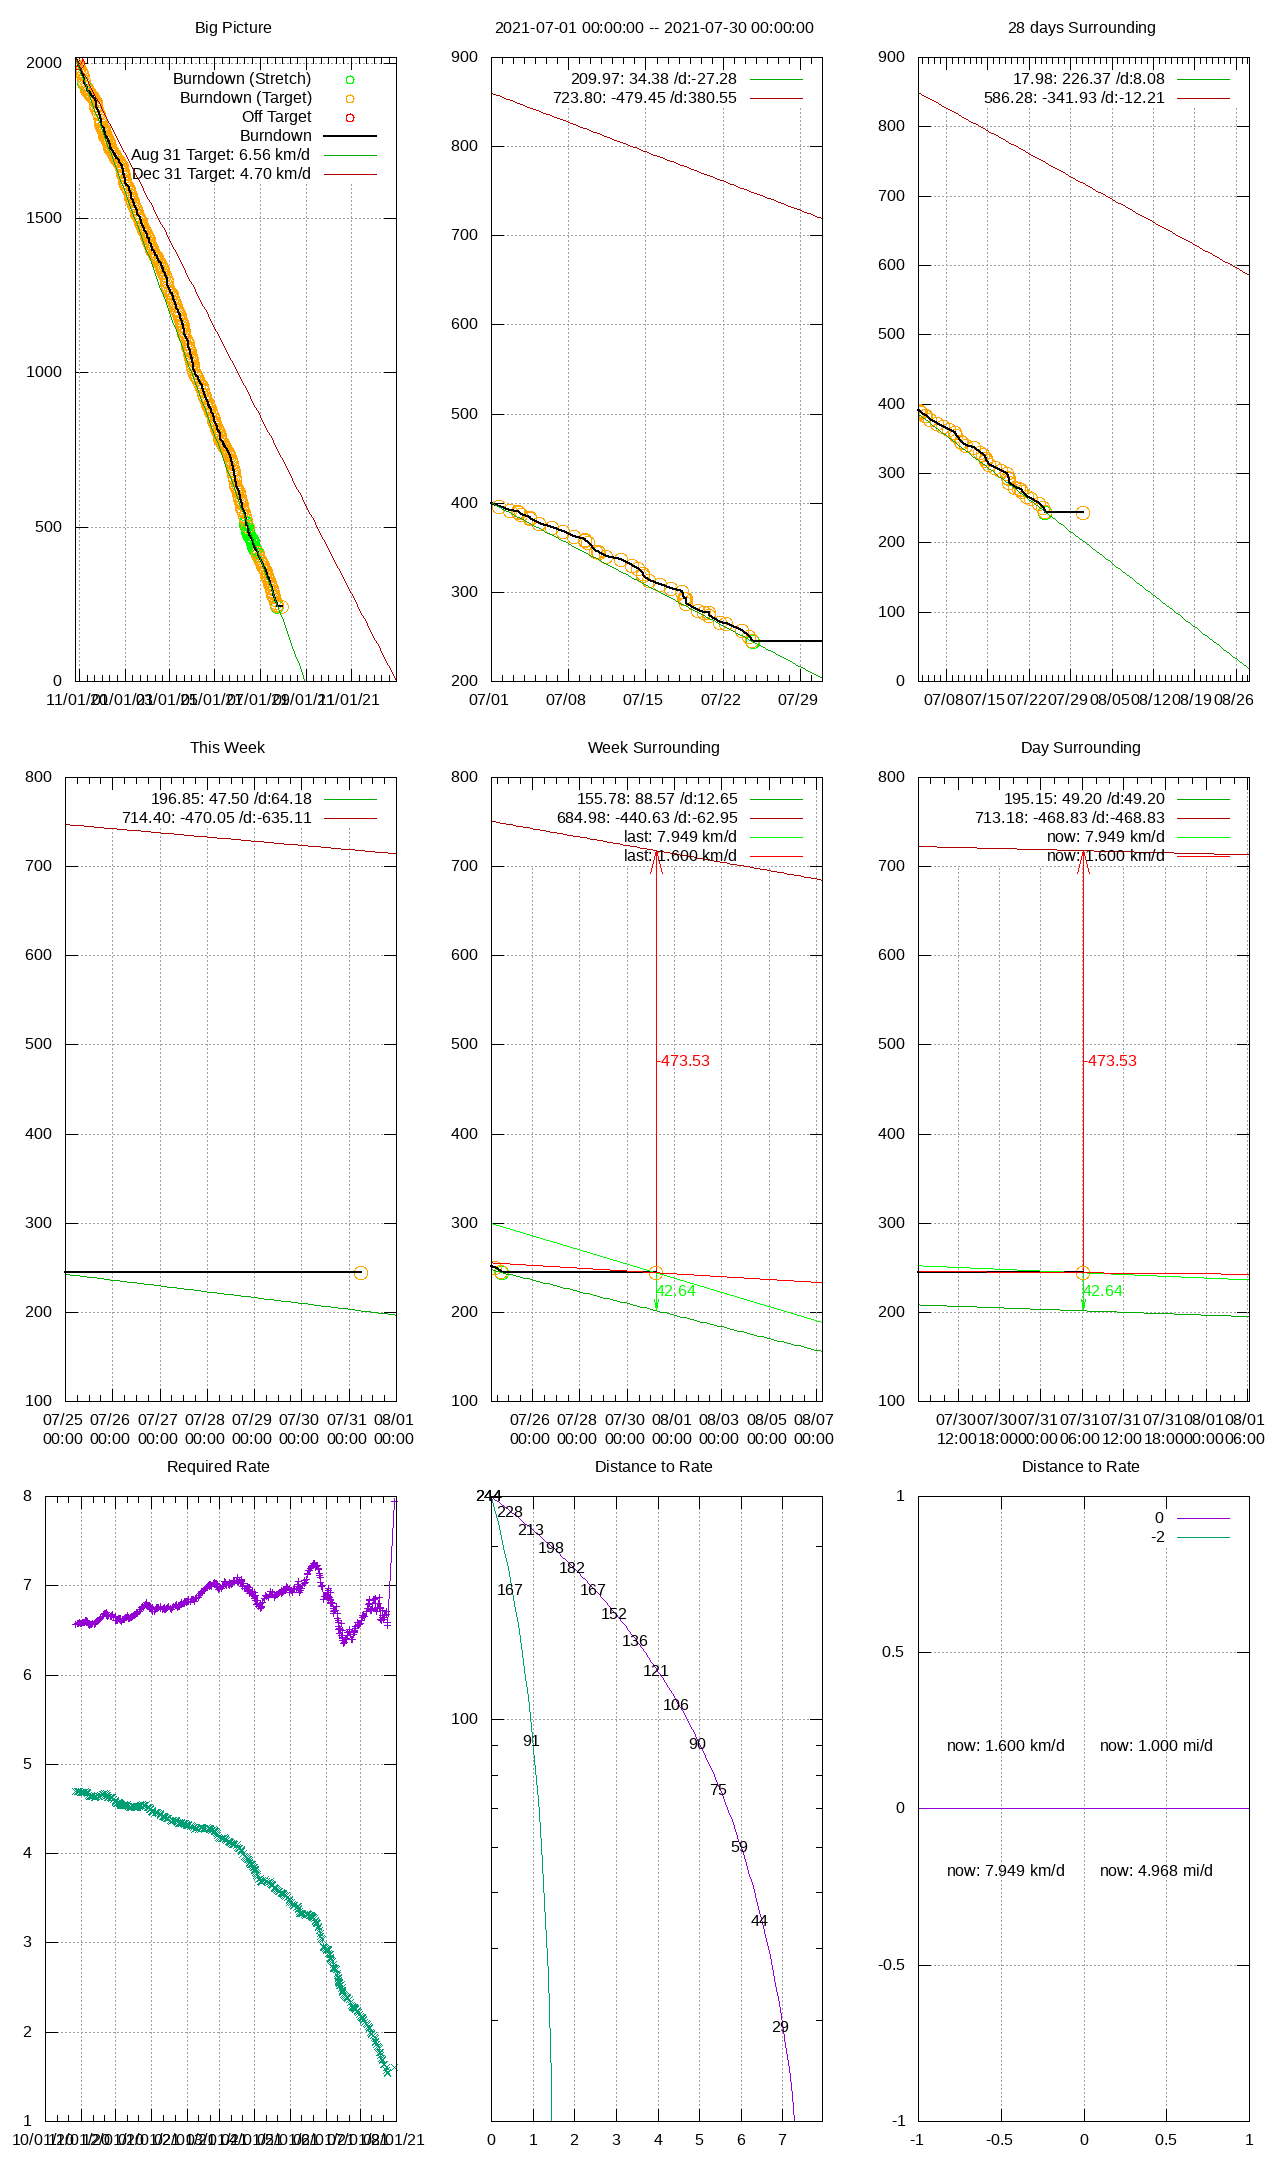 Big Picture
2000
1500
1000
500
0
Burndown (Stretch)
Burndown (Target)
Off Target
Burndown
Aug 31 Target: 6.56 km/d
Dec 31 Target: 4.70 km/d
11/01/20 01/01/21 03/01/21 05/01/21 07/01/21 09/01/21 11/01/21
2021-07-01 00:00:00 -- 2021-07-30 00:00:00
900
800
700
600
500
400
300
200
209.97: 34.38 /d:-27.28
723.80: -479.45 /d:380.55
07/01 07/08 07/15 07/22 07/29
28 days Surrounding
900
800
700
600
500
400
300
200
100
0
17.98: 226.37 /d:8.08
586.28: -341.93 /d:-12.21
07/08 07/15 07/22 07/29 08/05 08/12 08/19 08/26
This Week
800
700
600
500
400
300
200
100
196.85: 47.50 /d:64.18
714.40: -470.05 /d:-635.11
07/25 07/26 07/27 07/28 07/29 07/30 07/31 08/01
00:00 00:00 00:00 00:00 00:00 00:00 00:00 00:00
Week Surrounding
800
700
600
500
400
300
200
100
155.78: 88.57 /d:12.65
684.98: -440.63 /d:-62.95
last: 7.949 km/d
last: 1.600 km/d
-473.53
42.64
07/26 07/28 07/30 08/01 08/03 08/05 08/07
00:00 00:00 00:00 00:00 00:00 00:00 00:00
Day Surrounding
800
700
600
500
400
300
200
100
195.15: 49.20 /d:49.20
713.18: -468.83 /d:-468.83
now: 7.949 km/d
now: 1.600 km/d
-473.53
42.64
07/30 07/30 07/31 07/31 07/31 07/31 08/01 08/01
12:00 18:00 00:00 06:00 12:00 18:00 00:00 06:00
Required Rate
8
7
6
5
4
3
2
1
10/01/20 11/01/20 12/01/20 01/01/21 02/01/21 03/01/21 04/01/21 05/01/21 06/01/21 07/01/21 08/01/21
Distance to Rate
100
244
228
213
198
182
167
167
152
136
121
106
90
91
75
59
44
29
0 1 2 3 4 5 6 7
Distance to Rate
1
0.5
0
-0.5
-1
0
-2
now: 1.600 km/d now: 1.000 mi/d
now: 7.949 km/d now: 4.968 mi/d
-1 -0.5 0 0.5 1